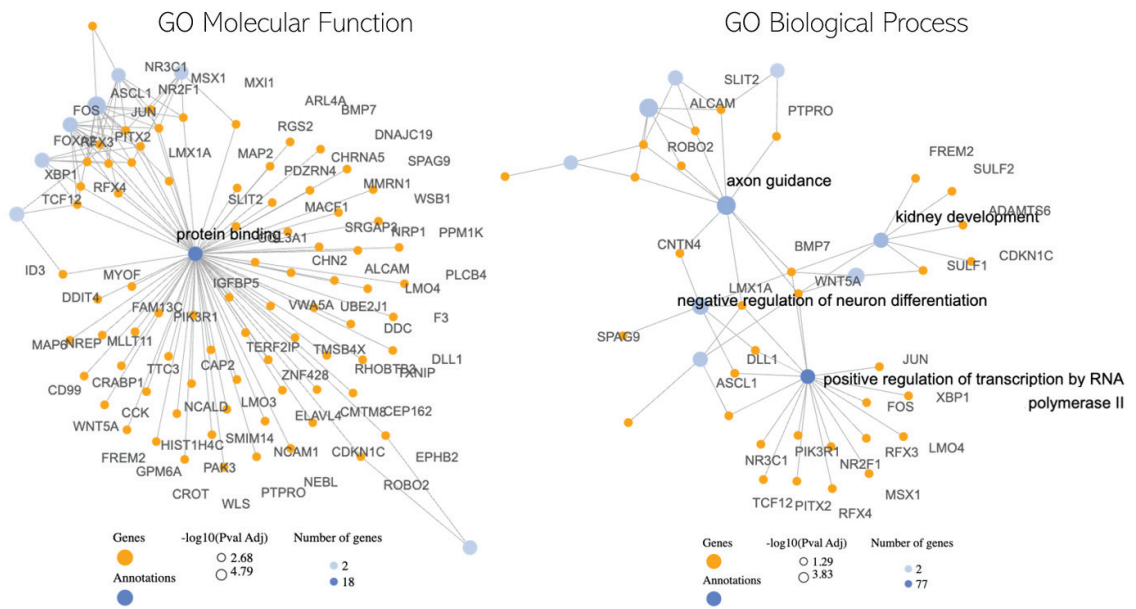 GO Molecular Function
NR3C1
MSX1
MXI1
ASCL1
NR2F1
ARL4A
BMP7
FOS
JUN
RGS2
DNAJC19
FOXA2
RFX3
PITX2
LMX1A
MAP2
CHRNA5
SPAG9
XBP1
RFX4
PDZRN4
MMRN1
WSB1
TCF12
SLIT2
MACF1
protein binding
COL3A1
SRGAP3
NRP1
PPM1K
CHN2
ID3
MYOF
IGFBP5
ALCAM
PLCB4
DDIT4
LMO4
FAM13C
PIK3R1
VWA5A
UBE2J1
F3
MAP6
NREP
MLLT11
TERF2IP
TMSB4X
DDC
DLL1
TTC3
CAP2
RHOBTB3
TXNIP
CD99
CRABP1
ZNF428
CCK
NCALD
LMO3
CMTM8
CEP162
WNT5A
ELAVL4
HIST1H4C
SMIM14
FREM2
NCAM1
CDKN1C
EPHB2
GPM6A
PAK3
NEBL
ROBO2
CROT
WLS
PTPRO
Genes
-log10(Pval Adj)
Number of genes
2.68
4.79
2
18
Annotations
GO Biological Process
SLIT2
ALCAM
PTPRO
ROBO2
FREM2
SULF2
axon guidance
ADAMTS6
kidney development
CNTN4
BMP7
CDKN1C
SULF1
LMX1A
WNT5A
negative regulation of neuron differentiation
SPAG9
DLL1
JUN
ASCL1
positive regulation of transcription by RNA
polymerase II
XBP1
FOS
LMO4
RFX3
NR3C1
PIK3R1
NR2F1
MSX1
TCF12
PITX2
RFX4
Genes
-log10(Pval Adj)
Number of genes
1.29
3.83
2
77
Annotations